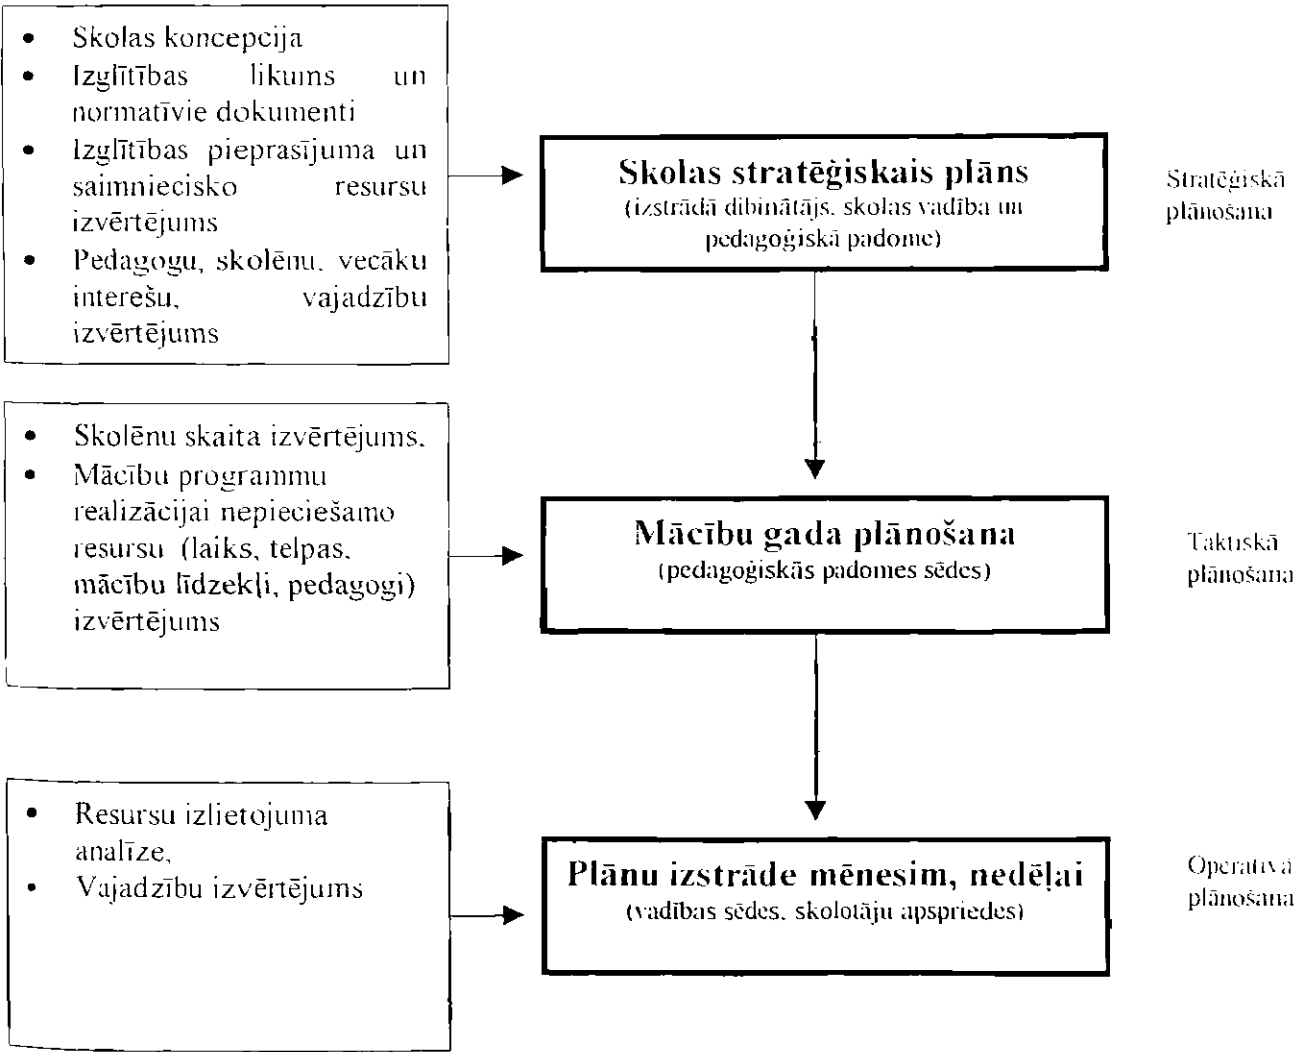 • Skolas koncepcija
• Izglītības likums un
normatīvie dokumenti
• Izglītības pieprasījuma un
saimniecisko resursu
izvērtējums
• Pedagogu, skolēnu, vecāku
interešu, vajadzību
izvērtējums
Skolas stratēģiskais plāns
(izstrādā dibinātājs, skolas vadība un
pedagoģiskā padome)
Stratēģiskā
plānošana
• Skolēnu skaita izvērtējums.
• Mācību programmu
realizācijai nepieciešamo
resursu (laiks, telpas,
mācību līdzekļi, pedagogi)
izvērtējums
Mācību gada plānošana
(pedagoģiskās padomes sēdes)
Taktiskā
plānošana
• Resursu izlietojuma
analīze,
• Vajadzību izvērtējums
Plānu izstrāde mēnesim, nedēļai
(vadības sēdes, skolotāju apspriedes)
Operatīvā
plānošana